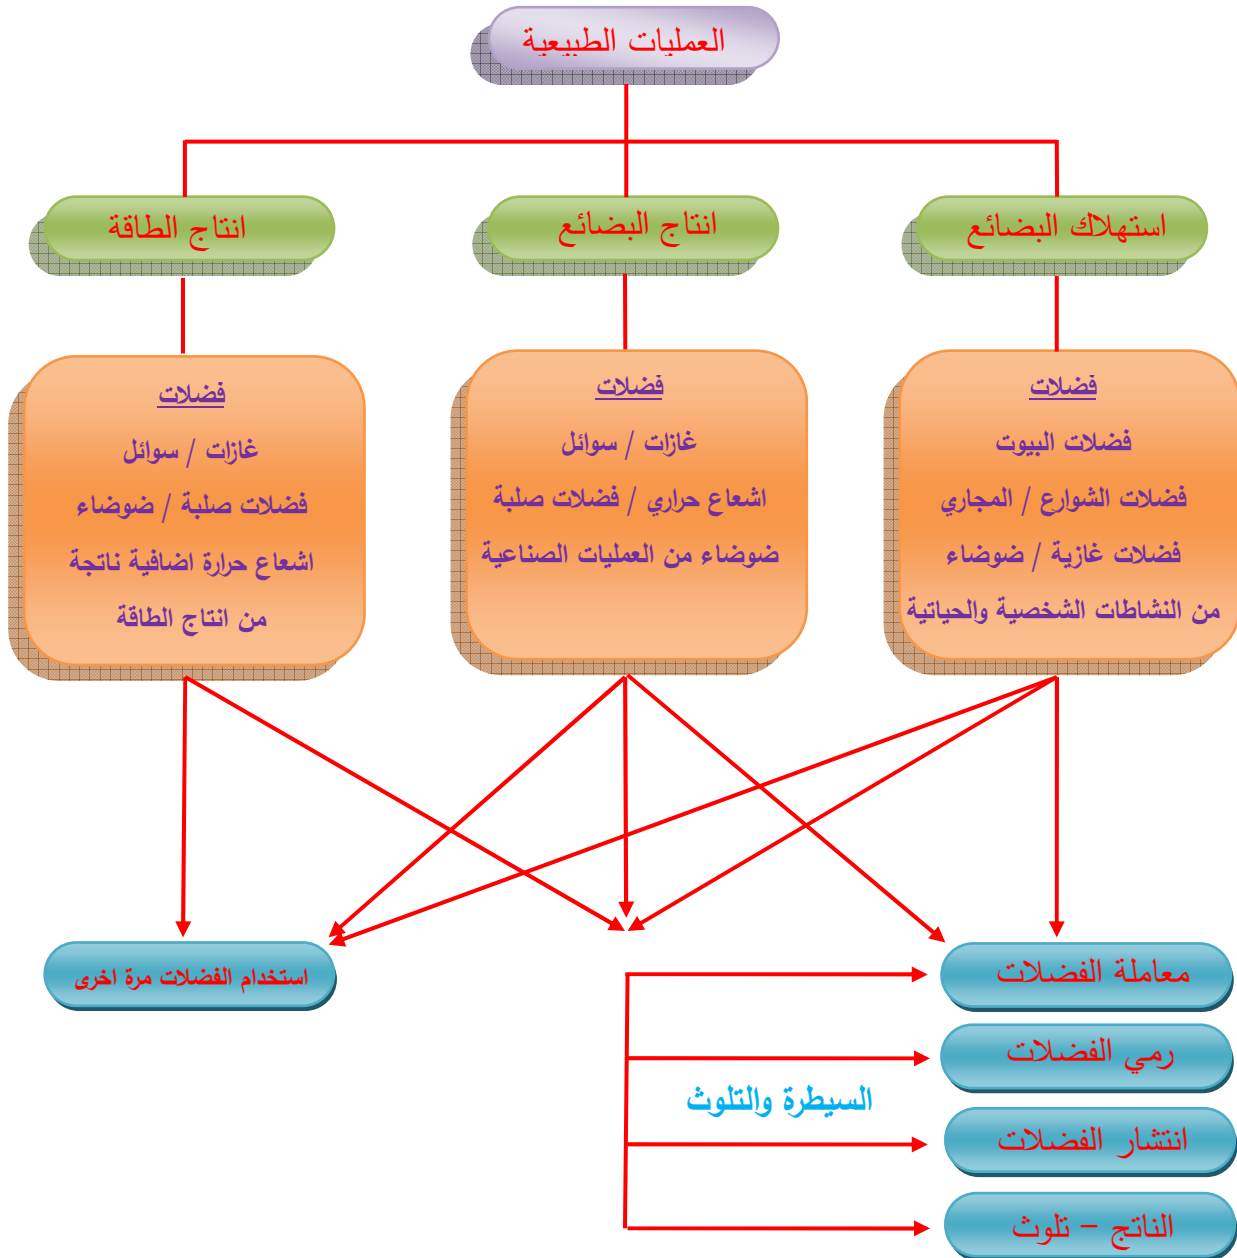 العمليات الطبيعية
استهلاك البضائع
انتاج البضائع
انتاج الطاقة
فضلات
فضلات البيوت
فضلات الشوارع / المجاري
فضلات غازية / ضوضاء
من النشاطات الشخصية والحياتية
فضلات
غازات / سوائل
اشعاع حراري / فضلات صلبة
ضوضاء من العمليات الصناعية
فضلات
غازات / سوائل
فضلات صلبة / ضوضاء
اشعاع حرارة اضافية ناتجة
من انتاج الطاقة
معاملة الفضلات
استخدام الفضلات مرة اخرى
رمي الفضلات
السيطرة والتلوث
انتشار الفضلات
الناتج – تلوث